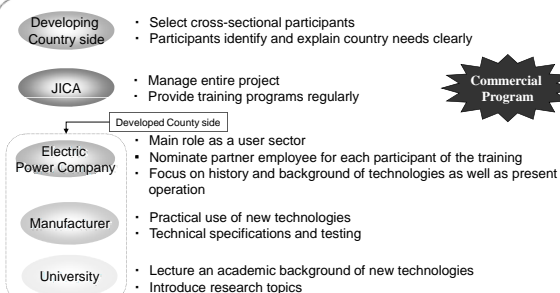 Developing
Country side
・ Select cross-sectional participants
・ Participants identify and explain country needs clearly
JICA
・ Manage entire project
・ Provide training programs regularly
Commercial
Program
Developed County side
Electric
Power Company
・ Main role as a user sector
▪ Nominate partner employee for each participant of the training
・ Focus on history and background of technologies as well as present
operation
Manufacturer
・ Practical use of new technologies
・ Technical specifications and testing
University
・ Lecture an academic background of new technologies
・ Introduce research topics